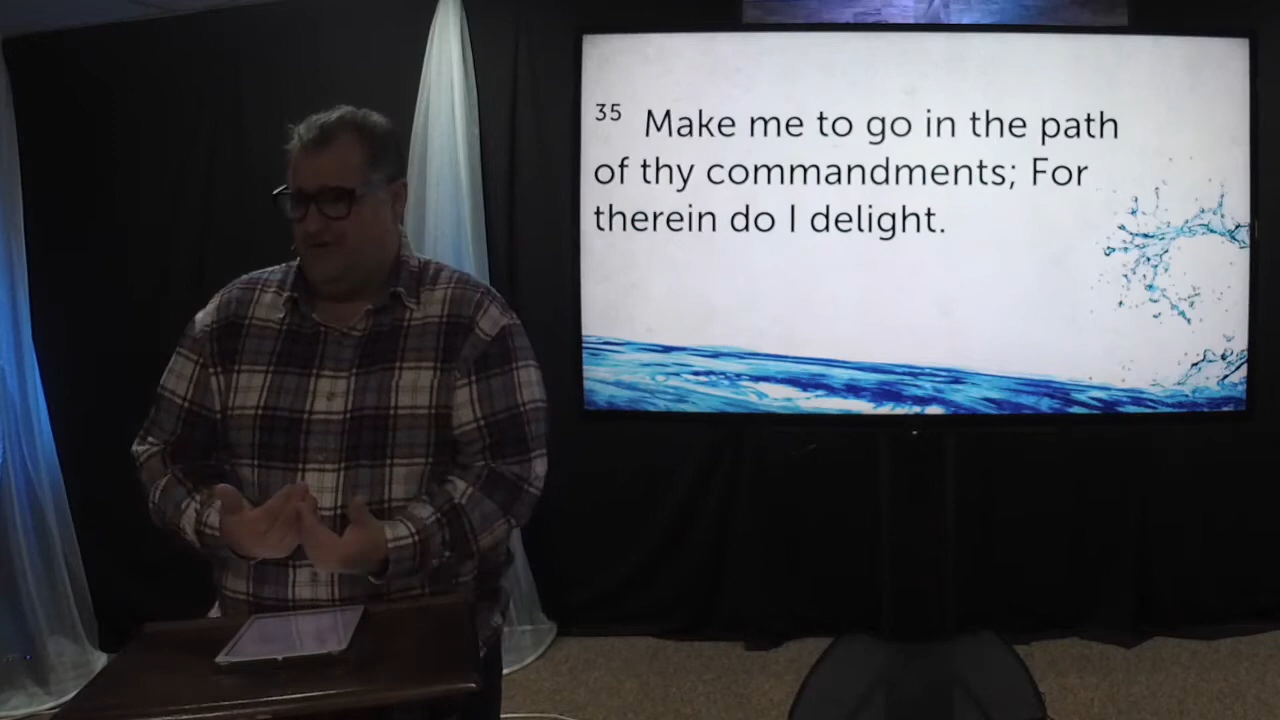 35 Make me to go in the path
of thy commandments; For
therein do I delight.